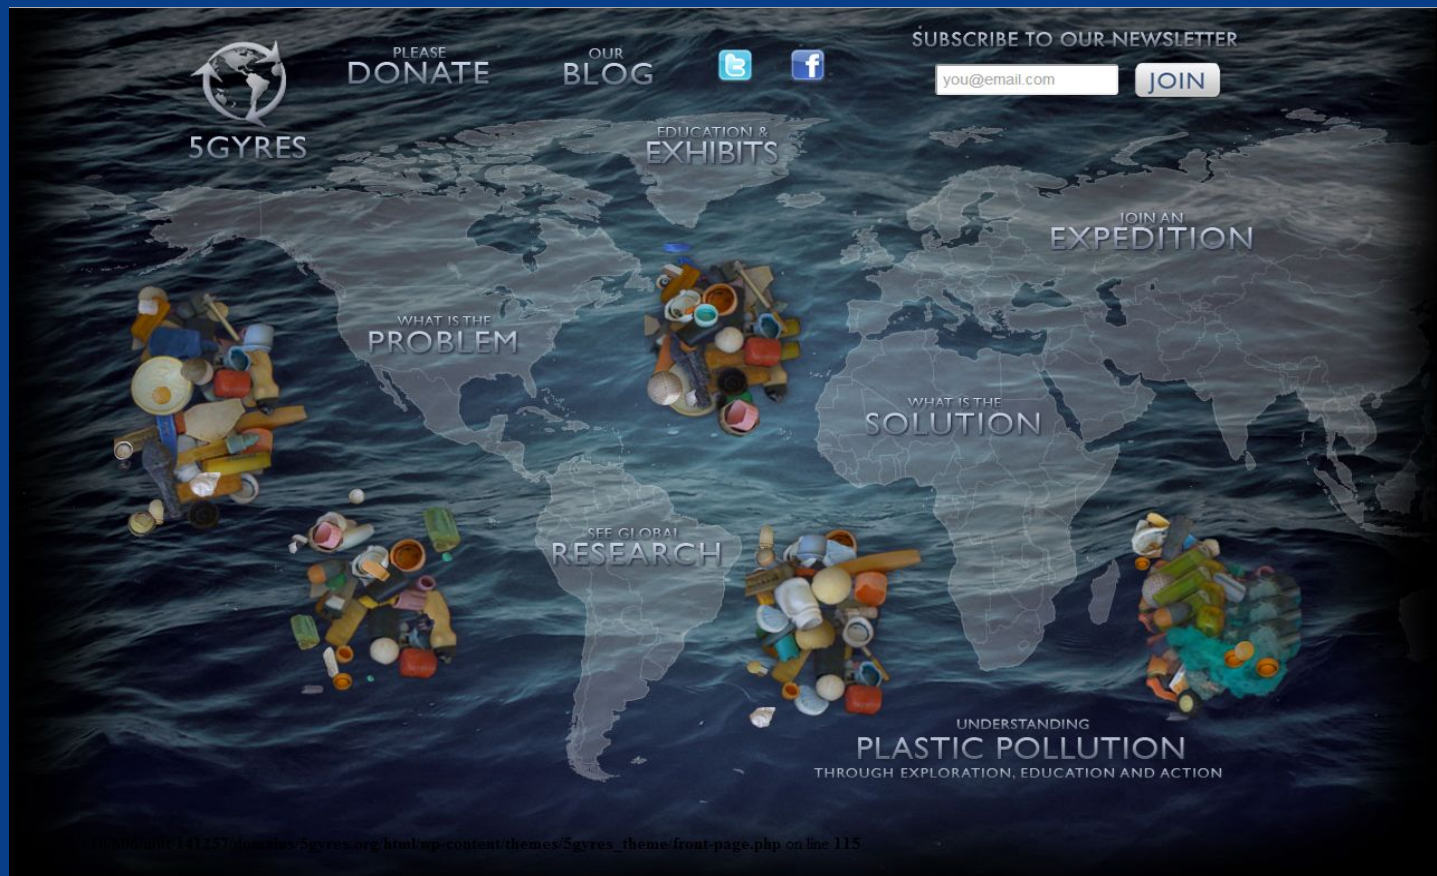 5GYRES
PLEASE
DONATE
OUR
BLOG
SUBSCRIBE TO OUR NEWSLETTER
you@email.com
JOIN
EDUCATION &
EXHIBITS
JOIN AN
EXPEDITION
WHAT IS THE
PROBLEM
WHAT IS THE
SOLUTION
SEE GLOBAL
RESEARCH
UNDERSTANDING
PLASTIC POLLUTION
THROUGH EXPLORATION, EDUCATION AND ACTION
141257/domains/5gyres.org/html/wp-content/themes/5gyres_theme/front-page.php on line 115